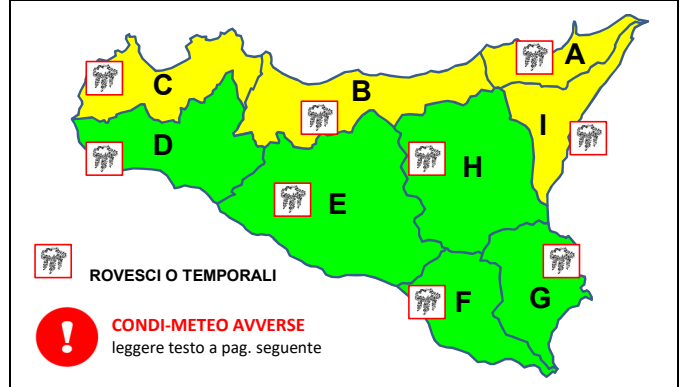 A
C
B
I
D
H
E
F
G
ROVESCI O TEMPORALI
!
CONDI-METEO AVVERSE
leggere testo a pag. seguente